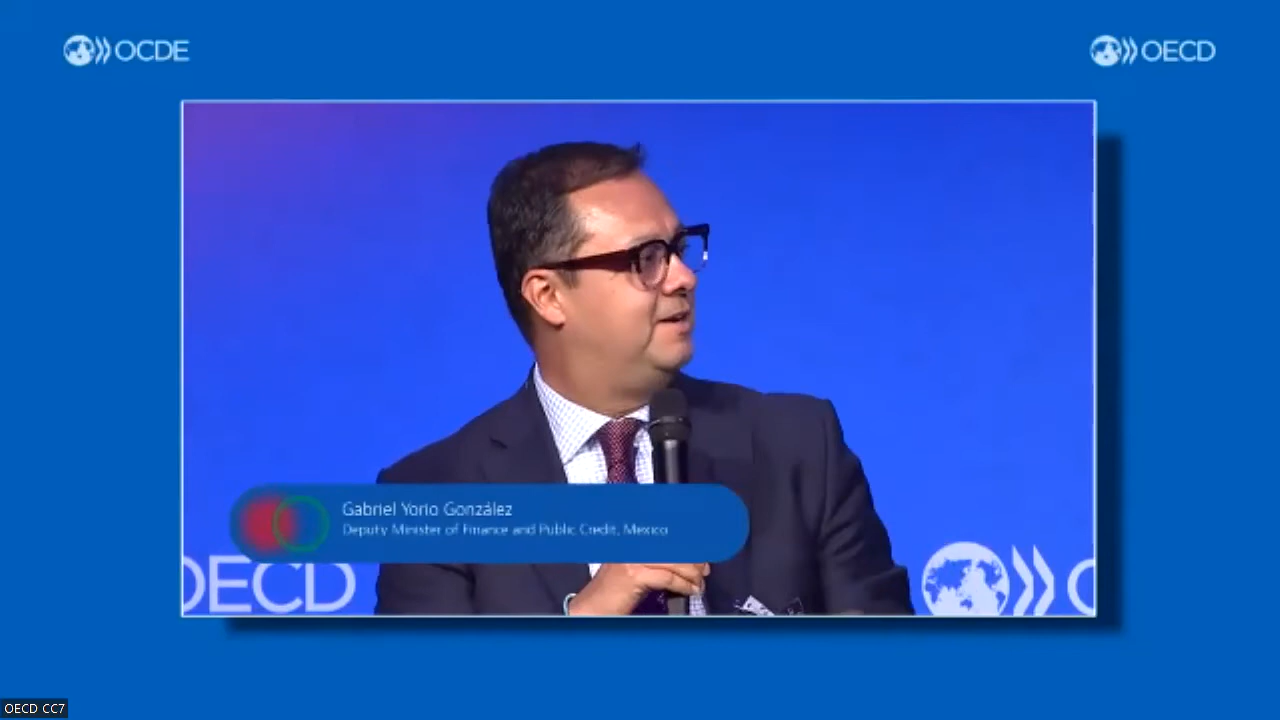 OCDE
OECD
Gabriel Yorio González
Deputy Minister of Finance and Public Credit, Mexico
OECD
OECD CC7